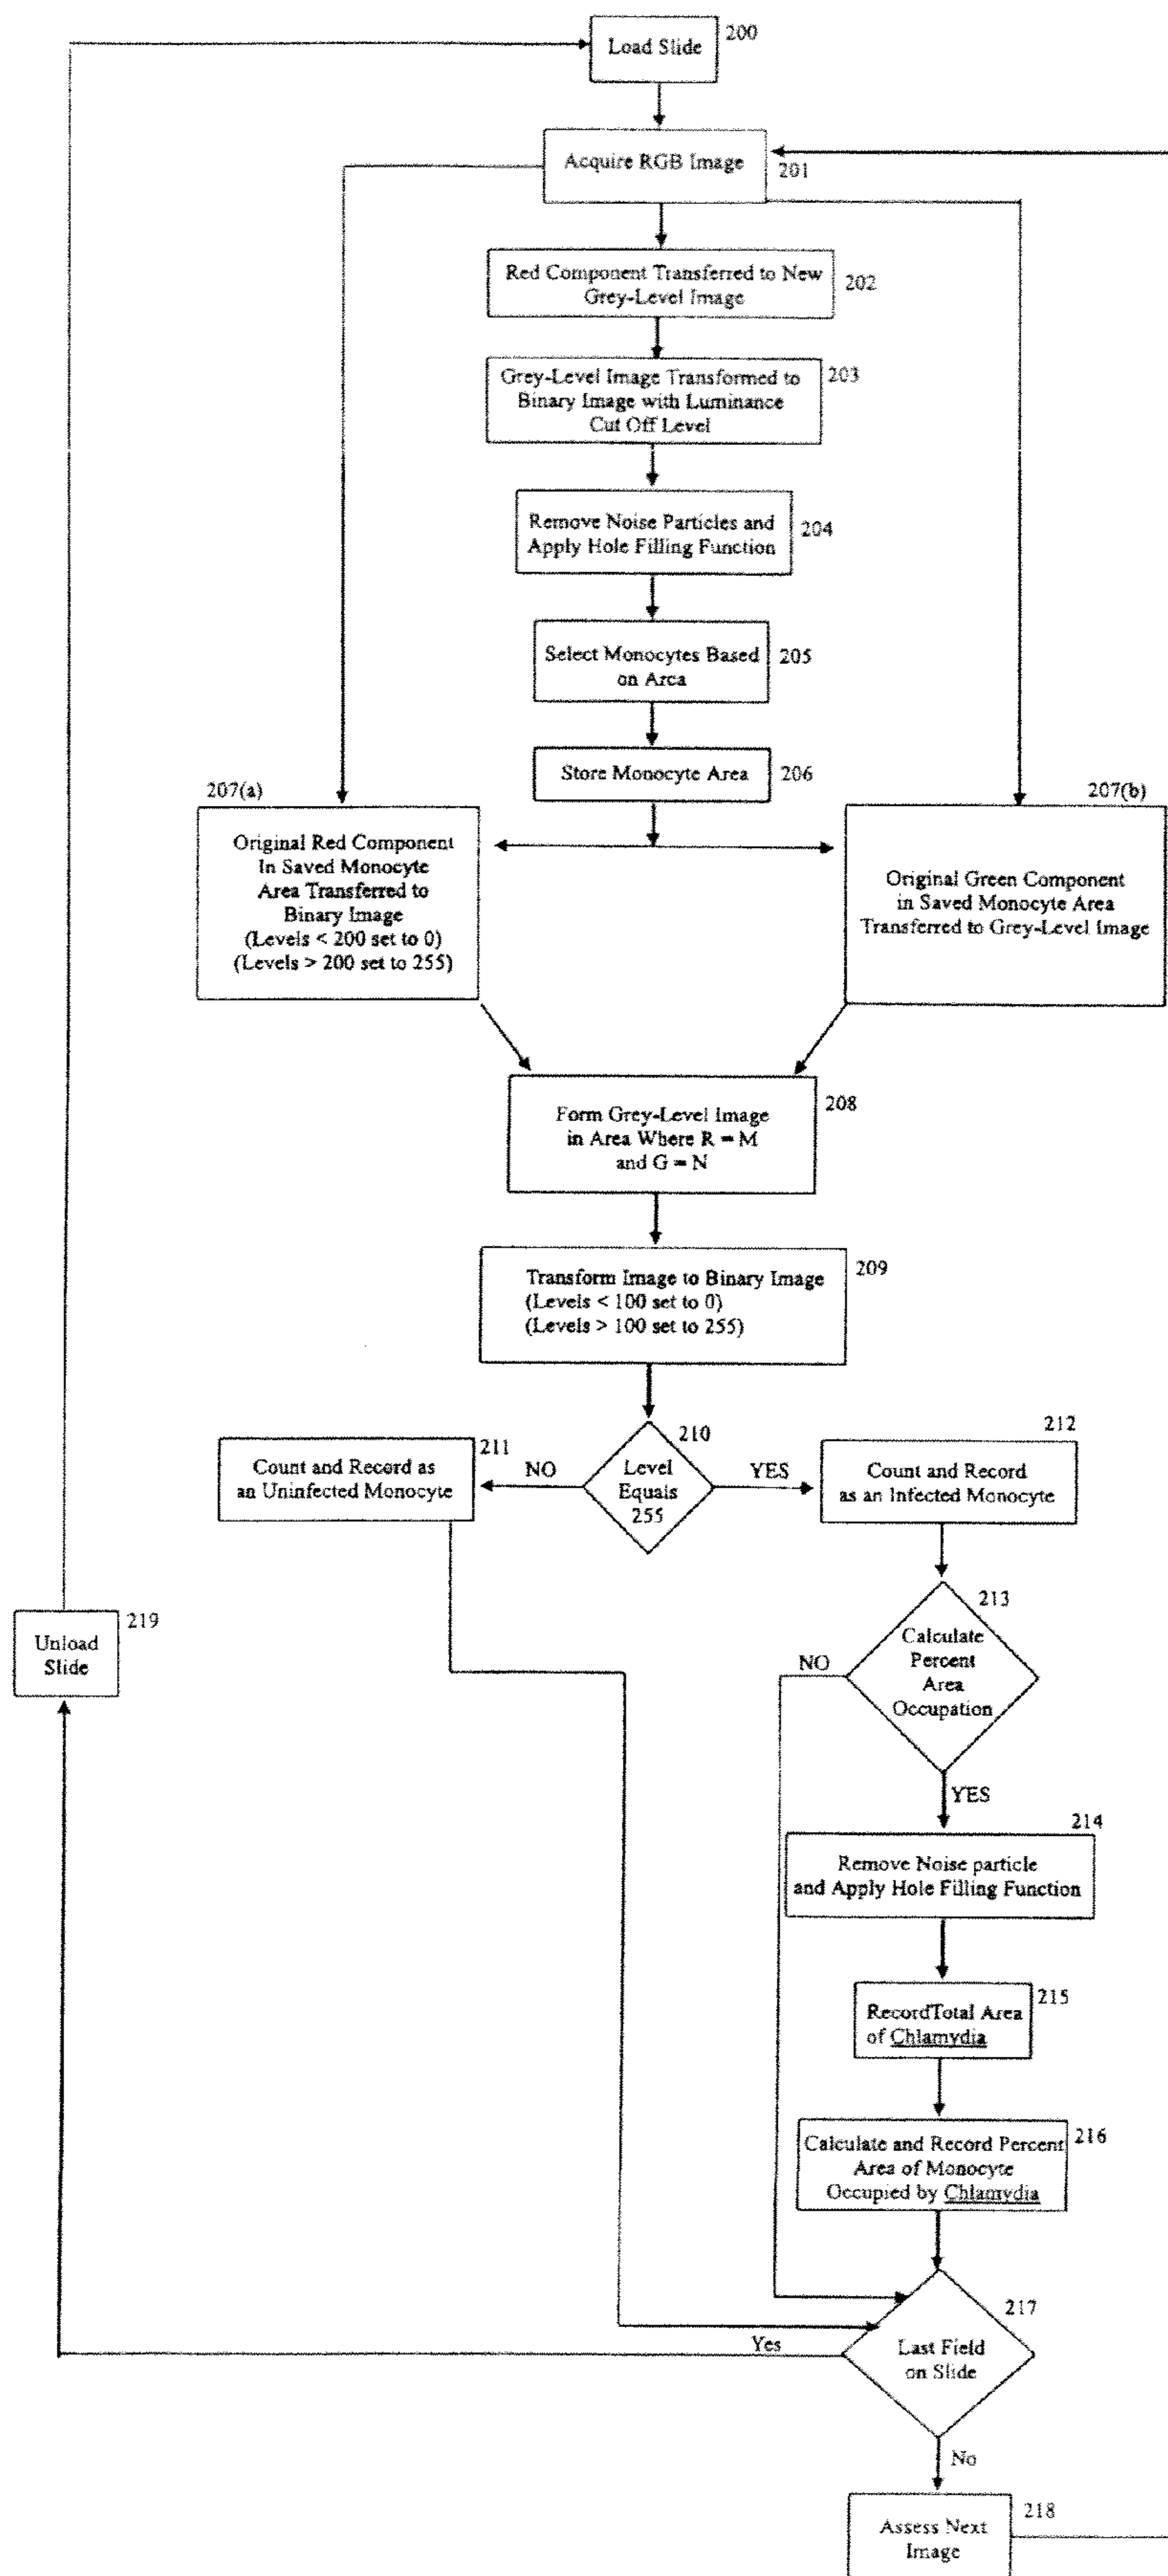 Load Slide
200
Acquire RGB Image
201
Red Component Transferred to New
Grey-Level Image
202
Grey-Level Image Transformed to
Binary Image with Luminance
Cut Off Level
203
Remove Noise Particles and
Apply Hole Filling Function
204
Select Monocytes Based
on Area
205
Store Monocyte Area
206
207(a)
Original Red Component
In Saved Monocyte
Area Transferred to
Binary Image
(Levels < 200 set to 0)
(Levels > 200 set to 255)
207(b)
Original Green Component
in Saved Monocyte Area
Transferred to Grey-Level Image
Form Grey-Level Image
in Area Where R = M
and G = N
208
Transform Image to Binary Image
(Levels < 100 set to 0)
(Levels > 100 set to 255)
209
210
Level
Equals
255
NO
YES
211
Count and Record as
an Uninfected Monocyte
212
Count and Record
as an Infected Monocyte
213
Calculate
Percent
Area
Occupation
NO
YES
219
Unload
Slide
214
Remove Noise particle
and Apply Hole Filling Function
215
RecordTotal Area
of Chlamydia
216
Calculate and Record Percent
Area of Monocyte
Occupied by Chlamydia
217
Last Field
on Slide
Yes
No
218
Assess Next
Image